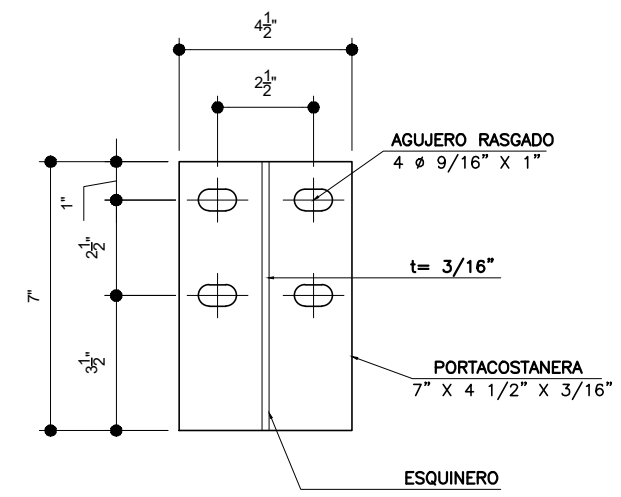 4 1/2"
2 1/2"
AGUJERO RASGADO
4 ø 9/16" X 1"
1"
2 1/2"
t= 3/16"
7"
3 1/2"
PORTACOSTANERA
7" X 4 1/2" X 3/16"
ESQUINERO